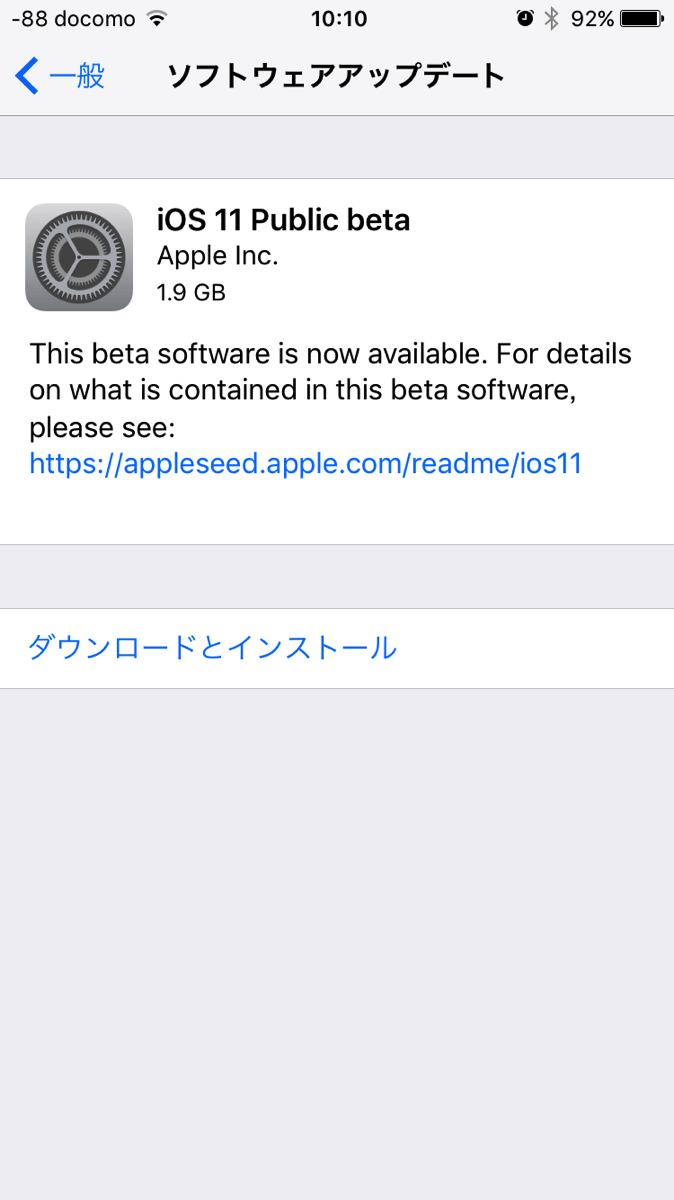 -88 docomo 10:10 92%
一般 ソフトウェアアップデート
iOS 11 Public beta
Apple Inc.
1.9 GB
This beta software is now available. For details
on what is contained in this beta software,
please see:
https://appleseed.apple.com/readme/ios11
ダウンロードとインストール